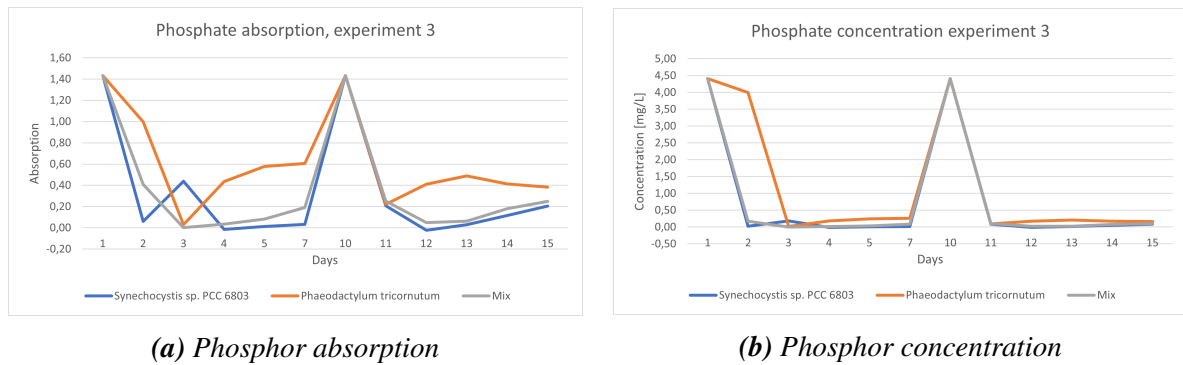 Phosphate absorption, experiment 3
1,60
1,40
1,20
1,00
0,80
0,60
0,40
0,20
0,00
-0,20
Absorption
1 2 3 4 5 7 10 11 12 13 14 15
Days
Synechocystis sp. PCC 6803 Phaeodactylum tricornutum Mix
(a) Phosphor absorption
Phosphate concentration experiment 3
5,00
4,50
4,00
3,50
3,00
2,50
2,00
1,50
1,00
0,50
0,00
-0,50
Concentration [mg/L]
1 2 3 4 5 7 10 11 12 13 14 15
Days
Synechocystis sp. PCC 6803 Phaeodactylum tricornutum Mix
(b) Phosphor concentration